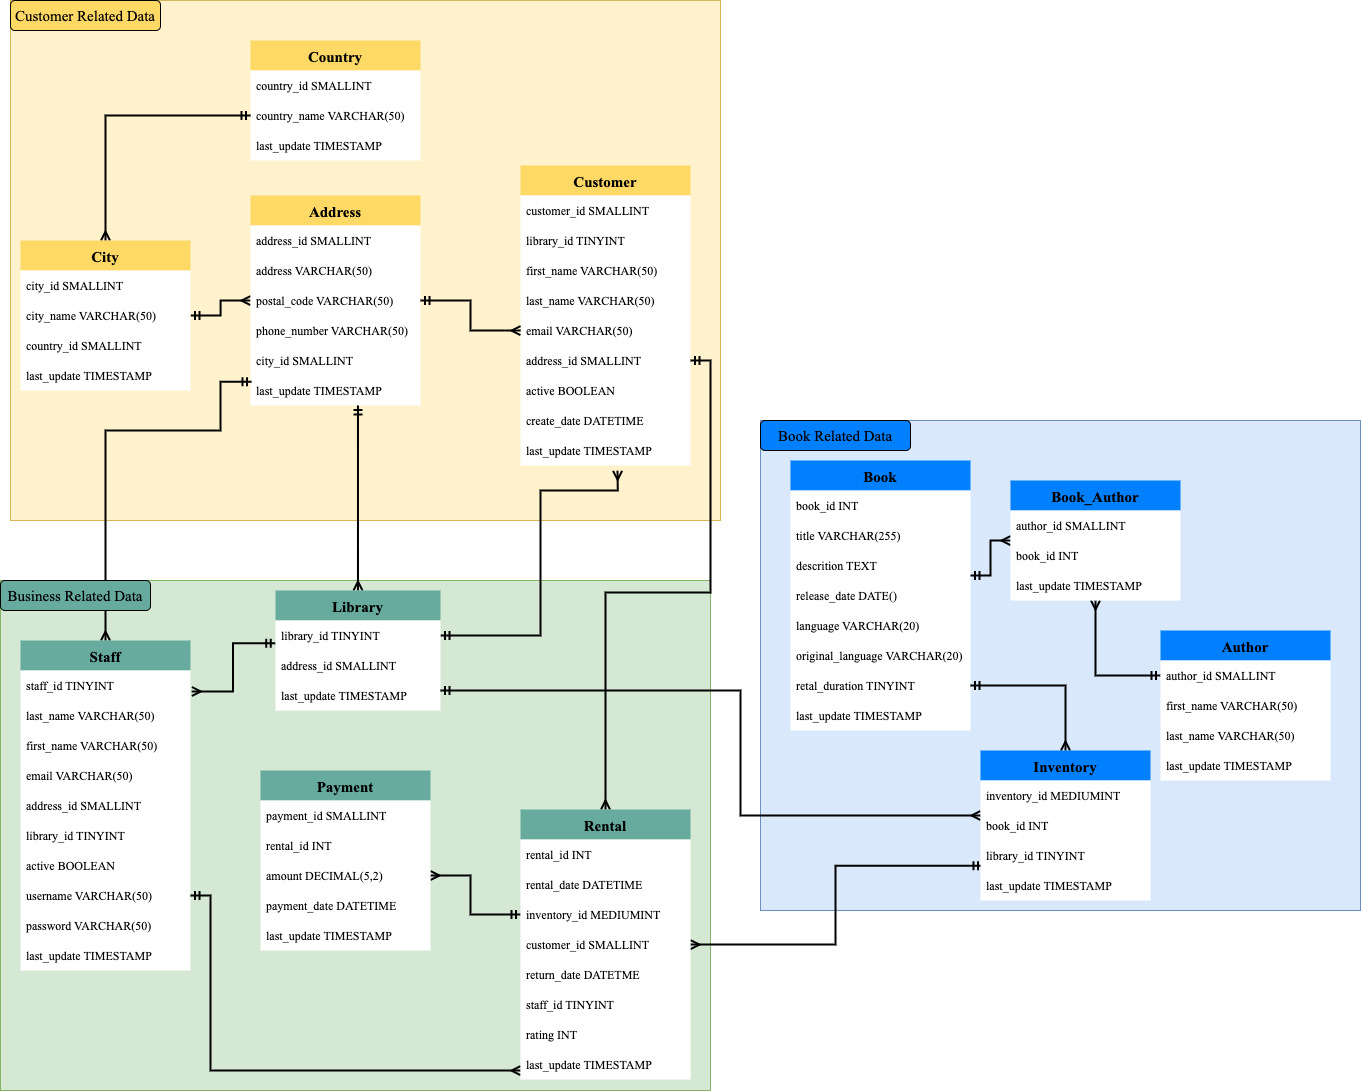 Customer Related Data
Country
country_id SMALLINT
country_name VARCHAR(50)
last_update TIMESTAMP
Customer
customer_id SMALLINT
library_id TINYINT
first_name VARCHAR(50)
last_name VARCHAR(50)
email VARCHAR(50)
address_id SMALLINT
active BOOLEAN
create_date DATETIME
last_update TIMESTAMP
Address
address_id SMALLINT
address VARCHAR(50)
postal_code VARCHAR(50)
phone_number VARCHAR(50)
city_id SMALLINT
last_update TIMESTAMP
City
city_id SMALLINT
city_name VARCHAR(50)
country_id SMALLINT
last_update TIMESTAMP
Book Related Data
Book
book_id INT
title VARCHAR(255)
descrition TEXT
release_date DATE()
language VARCHAR(20)
original_language VARCHAR(20)
retal_duration TINYINT
last_update TIMESTAMP
Book_Author
author_id SMALLINT
book_id INT
last_update TIMESTAMP
Author
author_id SMALLINT
first_name VARCHAR(50)
last_name VARCHAR(50)
last_update TIMESTAMP
Inventory
inventory_id MEDIUMINT
book_id INT
library_id TINYINT
last_update TIMESTAMP
Business Related Data
Library
library_id TINYINT
address_id SMALLINT
last_update TIMESTAMP
Staff
staff_id TINYINT
last_name VARCHAR(50)
first_name VARCHAR(50)
email VARCHAR(50)
address_id SMALLINT
library_id TINYINT
active BOOLEAN
username VARCHAR(50)
password VARCHAR(50)
last_update TIMESTAMP
Payment
payment_id SMALLINT
rental_id INT
amount DECIMAL(5,2)
payment_date DATETIME
last_update TIMESTAMP
Rental
rental_id INT
rental_date DATETIME
inventory_id MEDIUMINT
customer_id SMALLINT
return_date DATETME
staff_id TINYINT
rating INT
last_update TIMESTAMP